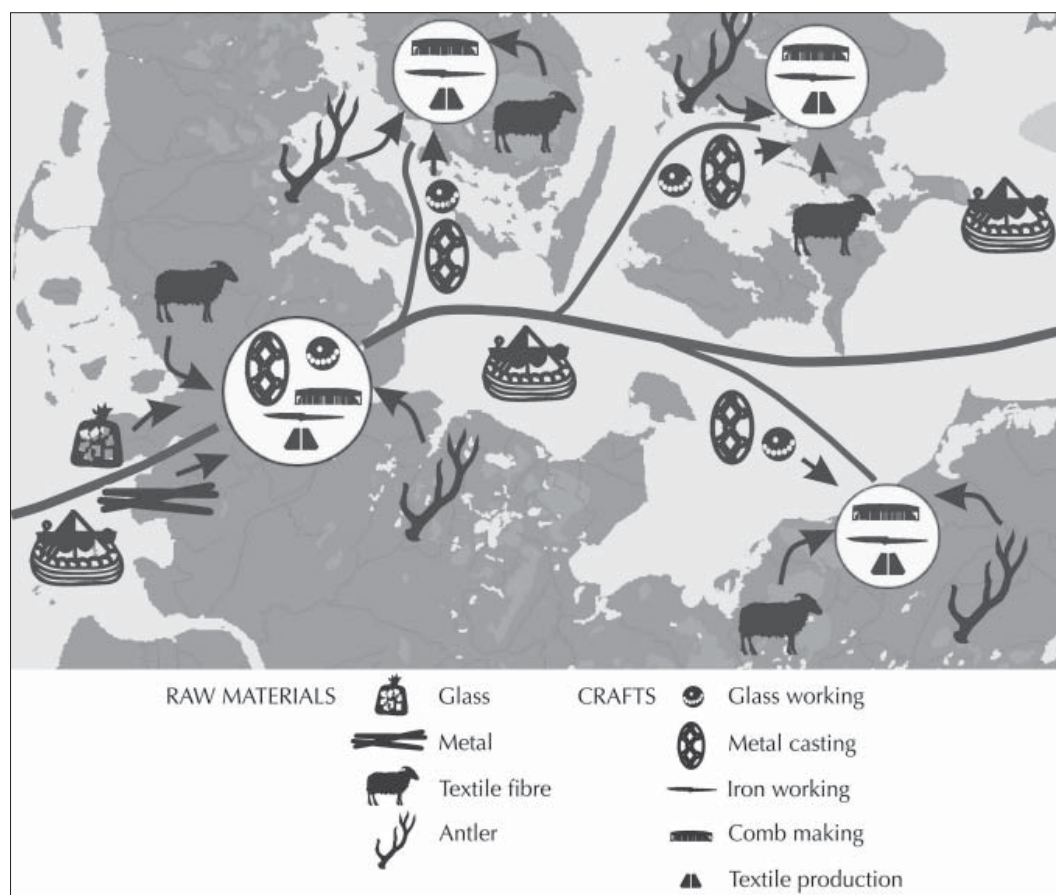 RAW MATERIALS Glass CRAFTS Glass working
Metal Metal casting
Textile fibre Iron working
Antler Comb making
Textile production